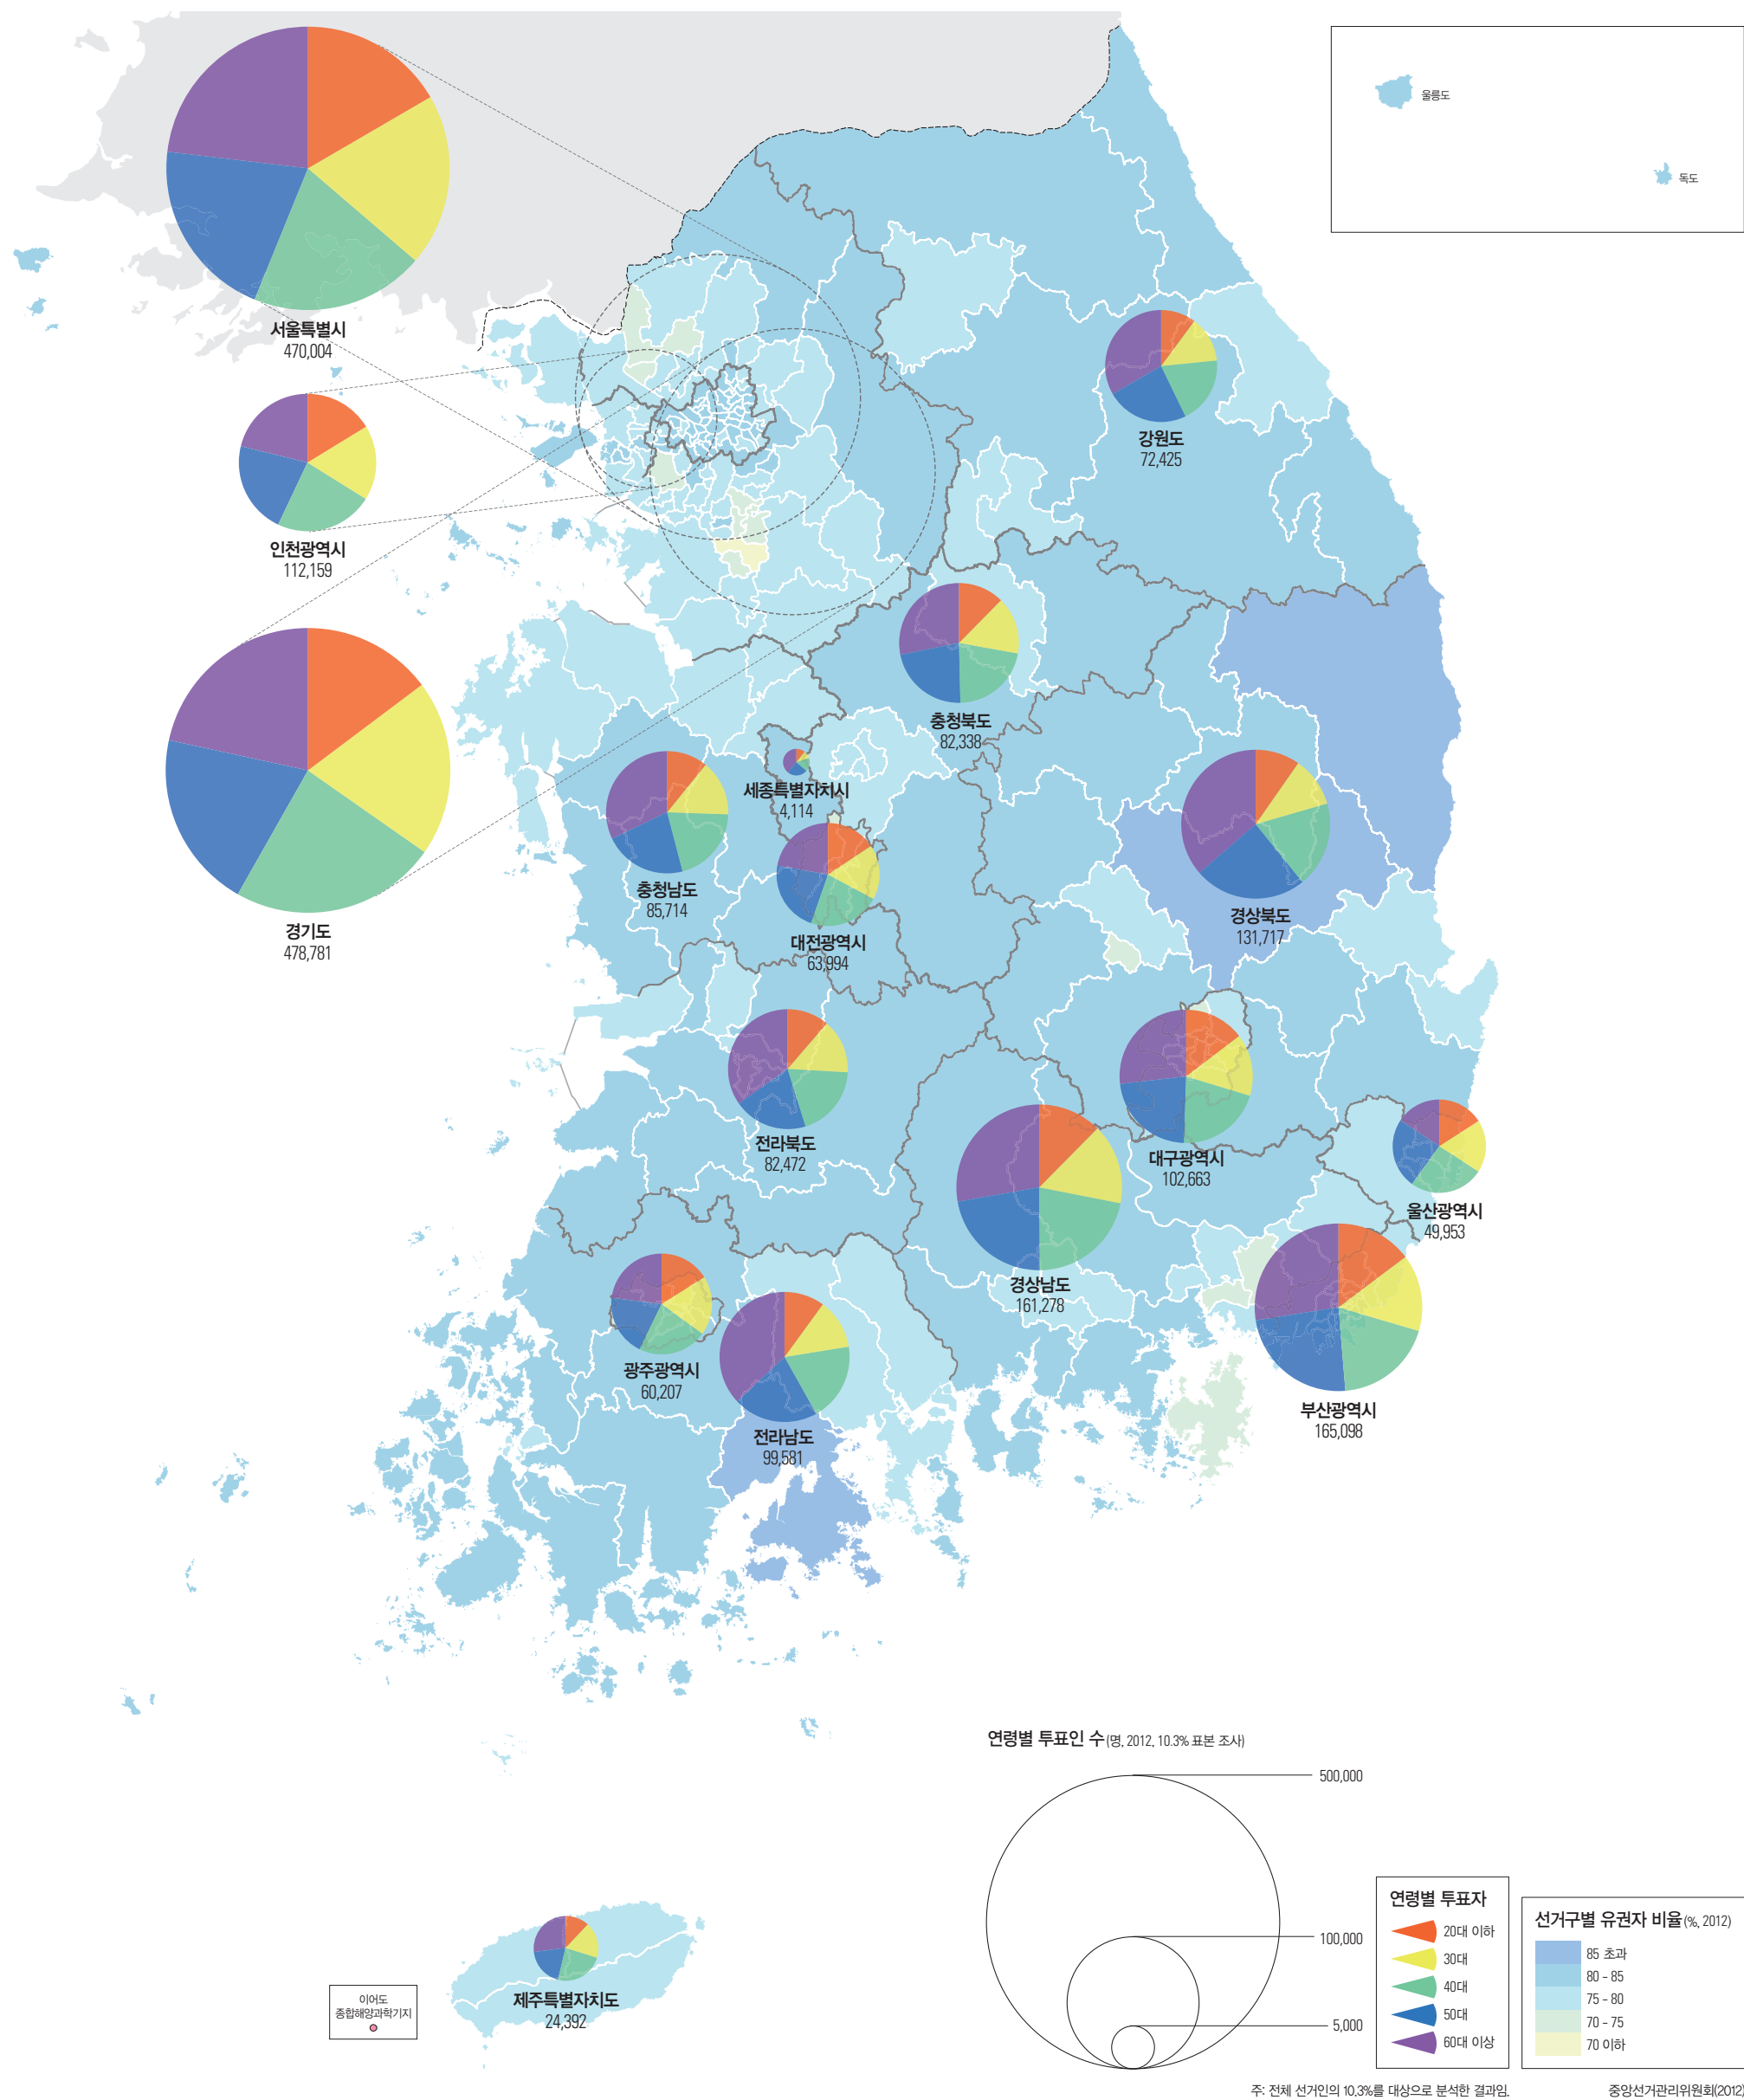 울릉도
독도
서울특별시
470,004
인천광역시
112,159
경기도
478,781
강원도
72,425
충청북도
82,338
세종특별자치시
4,114
충청남도
85,714
대전광역시
63,994
경상북도
131,717
전라북도
82,472
대구광역시
102,663
울산광역시
49,953
경상남도
161,278
부산광역시
165,098
광주광역시
60,207
전라남도
99,581
제주특별자치도
24,392
이어도
종합해양과학기지
연령별 투표인 수 (명, 2012, 10.3% 표본 조사)
500,000
100,000
5,000
연령별 투표자
20대 이하
30대
40대
50대
60대 이상
선거구별 유권자 비율 (%, 2012)
85 초과
80 - 85
75 - 80
70 - 75
70 이하
주: 전체 선거인의 10.3%를 대상으로 분석한 결과임.
중앙선거관리위원회(2012)